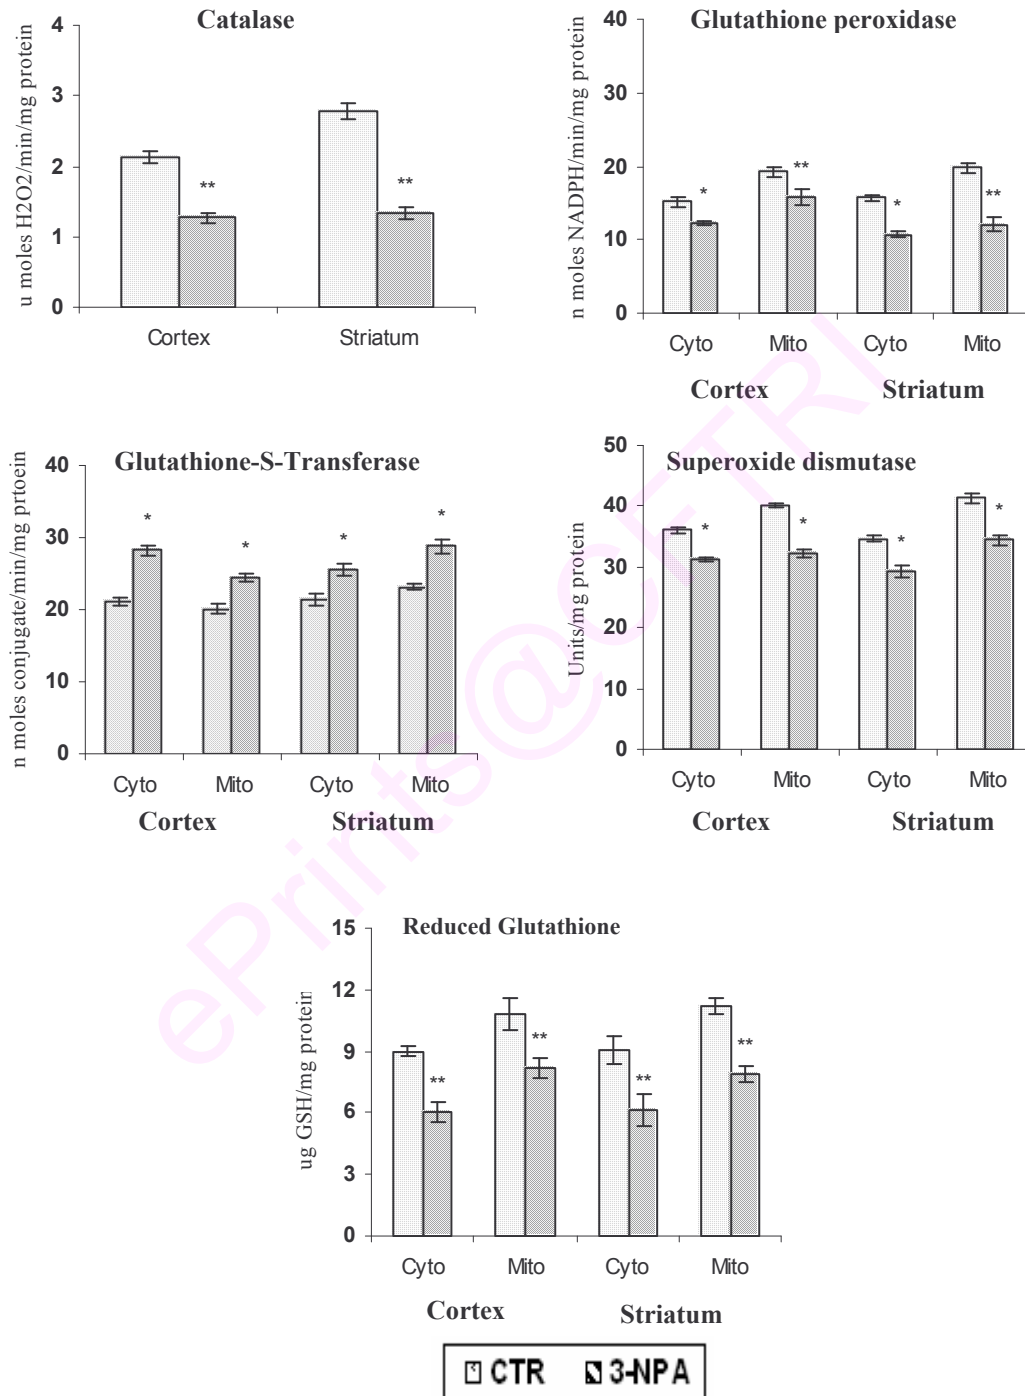 Catalase
u moles H2O2/min/mg protein
4
3
2
1
0
**
**
Cortex
Striatum
Glutathione peroxidase
n moles NADPH/min/mg protein
40
30
20
10
0
*
**
*
**
Cyto
Mito
Cyto
Mito
Cortex
Striatum
Glutathione-S-Transferase
n moles conjugate/min/mg prtoein
40
30
20
10
0
*
*
*
*
Cyto
Mito
Cyto
Mito
Cortex
Striatum
Superoxide dismutase
Units/mg protein
50
40
30
20
10
0
*
*
*
*
Cyto
Mito
Cyto
Mito
Cortex
Striatum
Reduced Glutathione
ug GSH/mg protein
15
12
9
6
3
0
**
**
**
**
Cyto
Mito
Cyto
Mito
Cortex
Striatum
CTR
3-NPA
ePrints@CFTRI